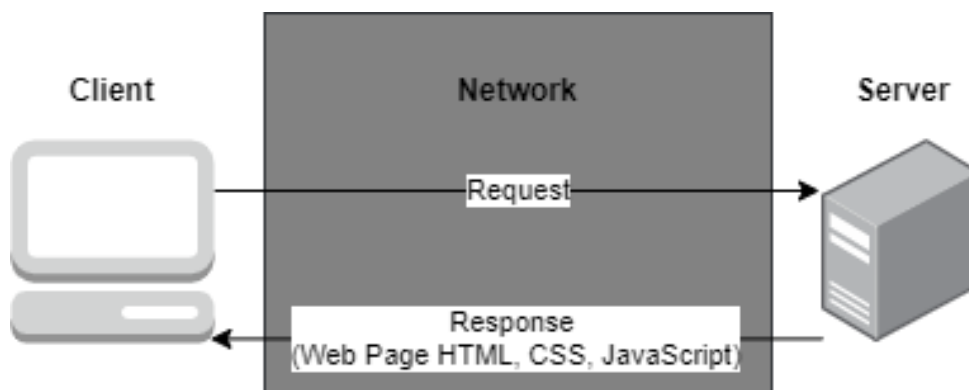 Client
Network
Server
Request
Response
(Web Page HTML, CSS, JavaScript)